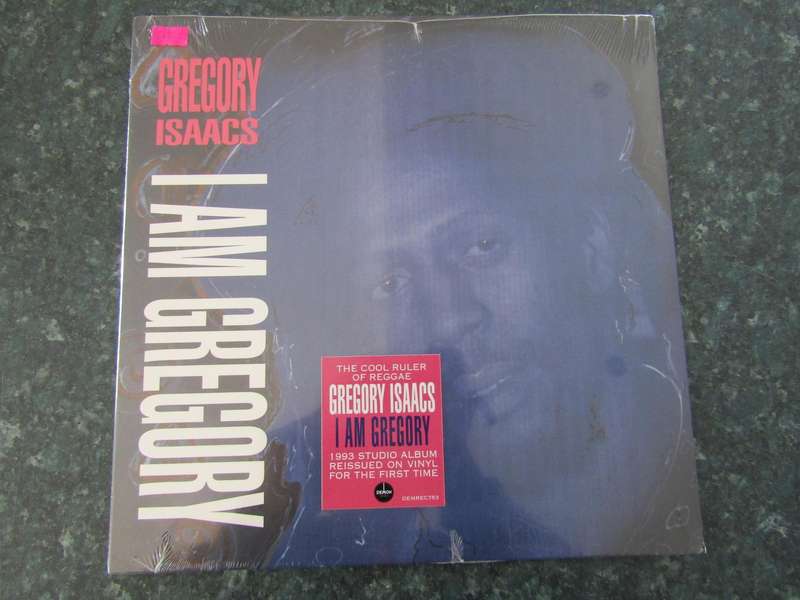 GREGORY
ISAACS
I AM GREGORY
THE COOL RULER
OF REGGAE
GREGORY ISAACS
I AM GREGORY
1993 STUDIO ALBUM
REISSUED ON VINYL
FOR THE FIRST TIME
DEMON
DEMREC763